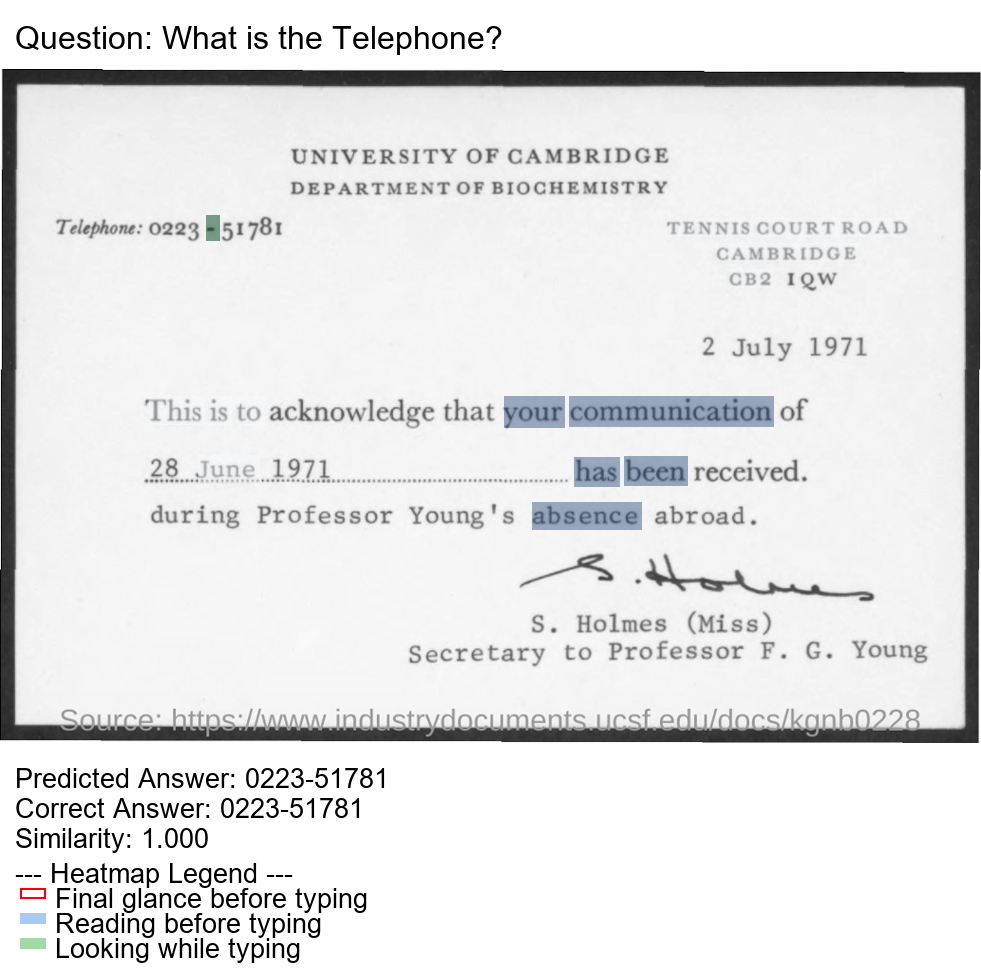 Question: What is the Telephone?
UNIVERSITY OF CAMBRIDGE
DEPARTMENT OF BIOCHEMISTRY
Telephone: 0223 - 51781
TENNIS COURT ROAD
CAMBRIDGE
CB2 1QW
2 July 1971
This is to acknowledge that your communication of
28 June 1971 has been received.
during Professor Young's absence abroad.
S. Holmes
S. Holmes (Miss)
Secretary to Professor F. G. Young
Source: https://www.industrydocuments.ucsf.edu/docs/kgnb0228
Predicted Answer: 0223-51781
Correct Answer: 0223-51781
Similarity: 1.000
--- Heatmap Legend ---
Final glance before typing
Reading before typing
Looking while typing